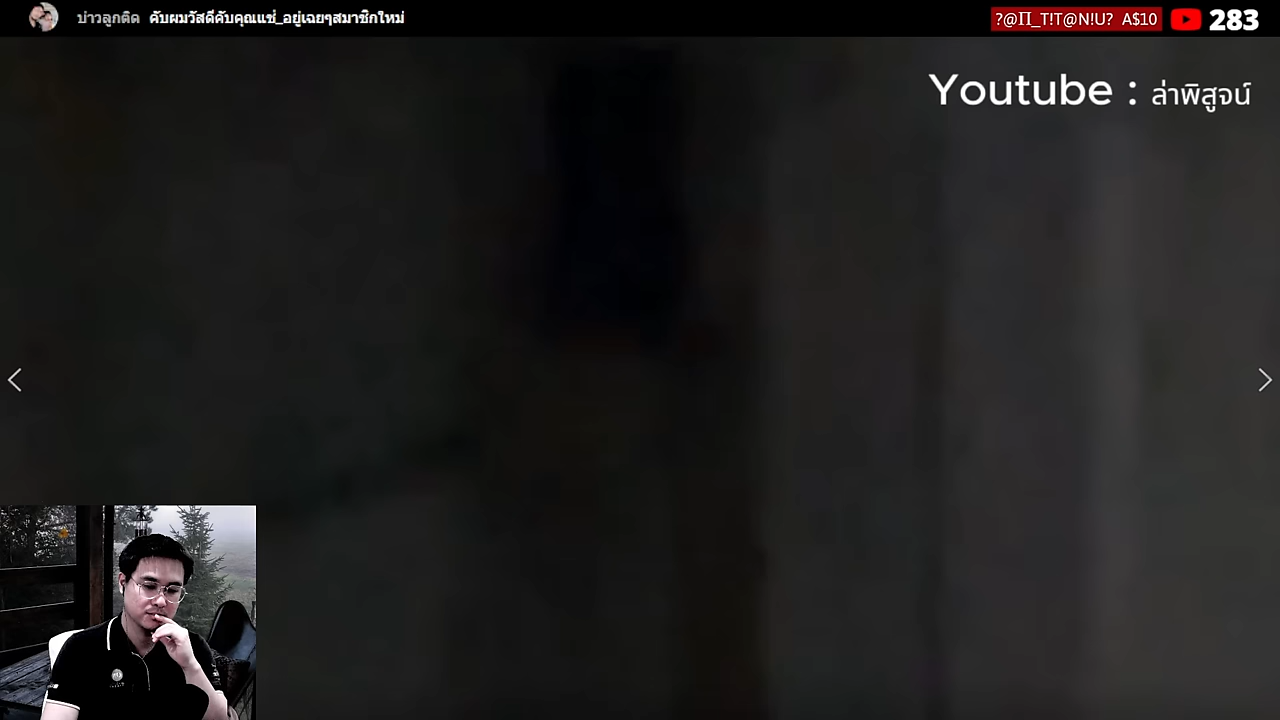 บ่าวลูกติด คับผมวัสดีคับคุณแช่_อยู่เฉยๆสมาชิกใหม่
?@∏_T!T@N!U? A$10
283
Youtube : ล่าพิสูจน์